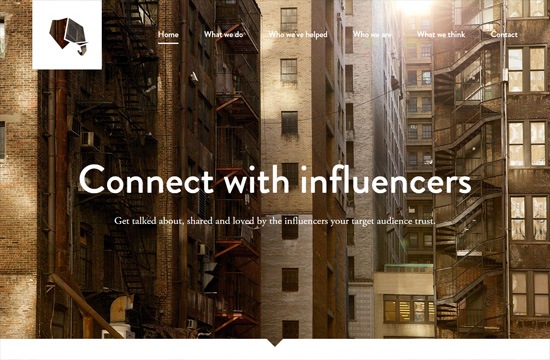 Home What we do Who we've helped Who we are What we think Contact
Connect with influencers
Get talked about, shared and loved by the influencers your target audience trust.